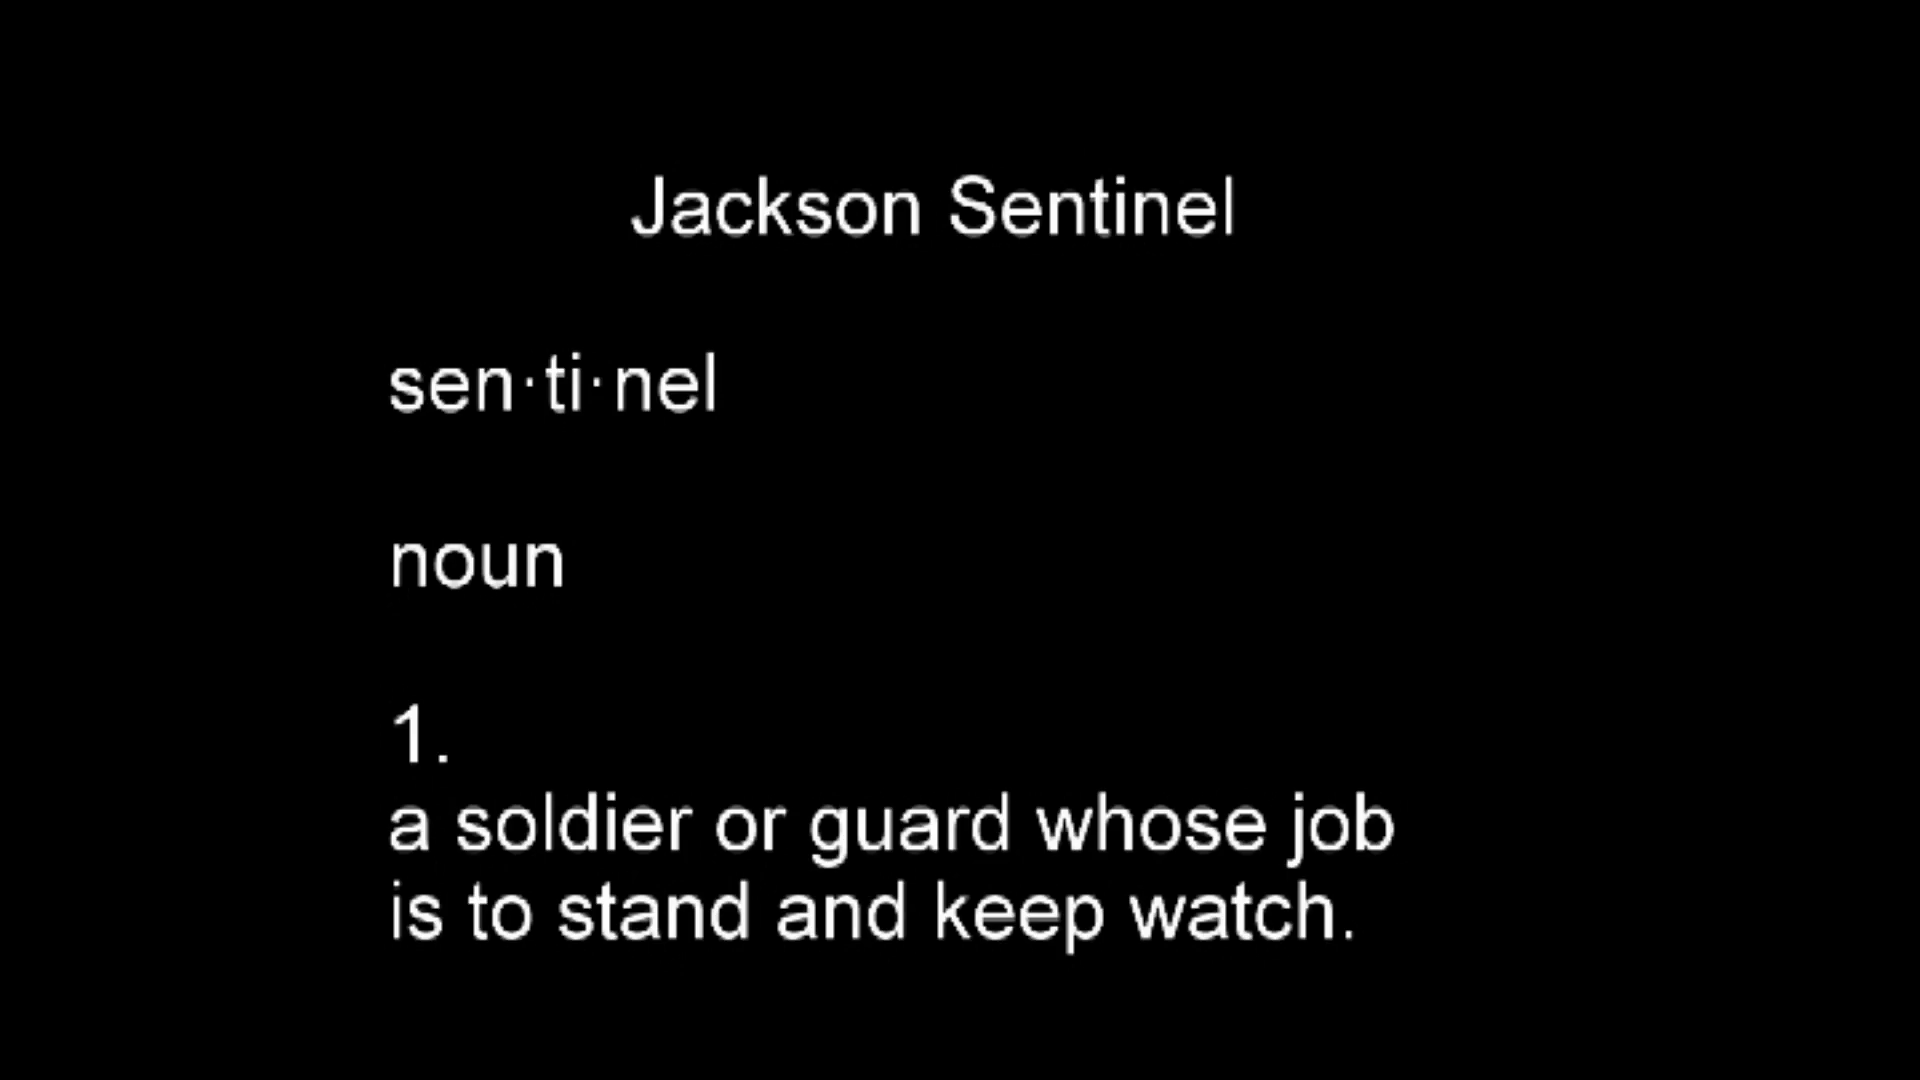 Jackson Sentinel
sen·ti·nel
noun
1.
a soldier or guard whose job
is to stand and keep watch.